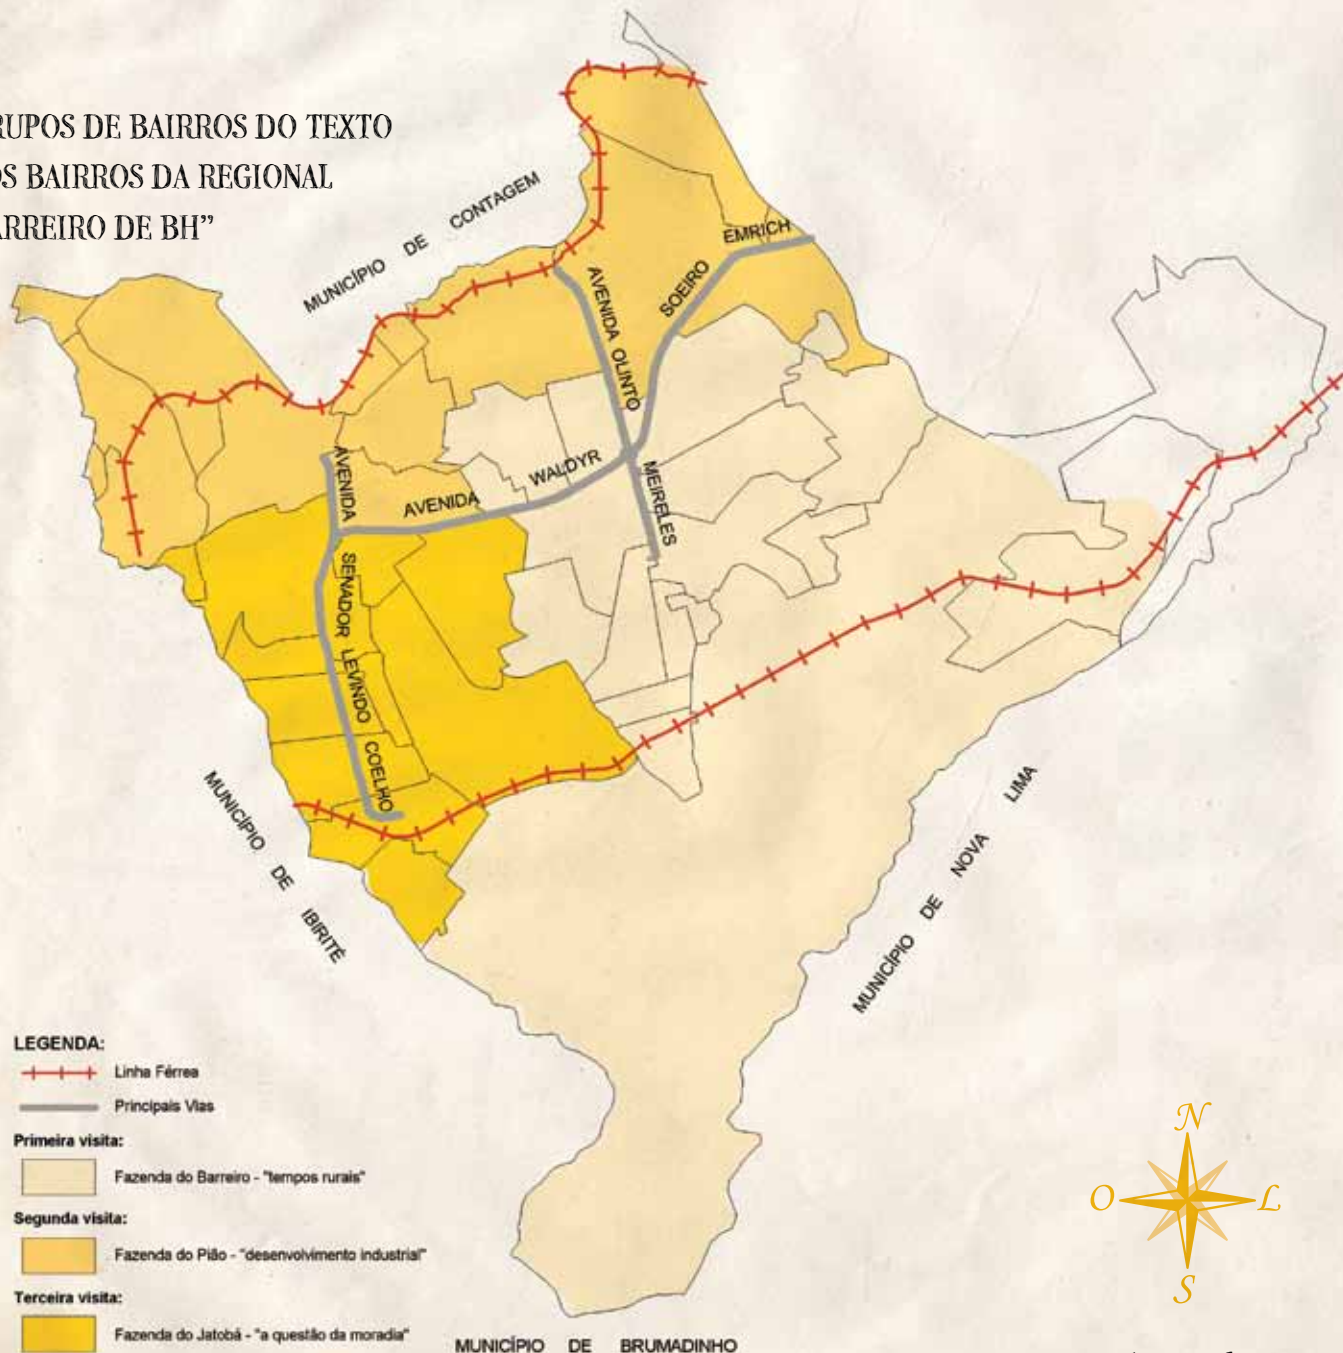 RUPOS DE BAIRROS DO TEXTO
OS BAIRROS DA REGIONAL
ARREIRO DE BH”
MUNICÍPIO DE CONTAGEM
EMRICH
SOEIRO
AVENIDA OLINTO
MEIRELES
WALDYR
AVENIDA
AVENIDA
SENADOR LEVINDO COELHO
MUNICÍPIO DE IBIRITÉ
MUNICÍPIO DE NOVA LIMA
LEGENDA:
Linha Férrea
Principais Vias
Primeira visita:
Fazenda do Barreiro - "tempos rurais"
Segunda visita:
Fazenda do Pião - "desenvolvimento industrial"
Terceira visita:
Fazenda do Jatobá - "a questão da moradia"
MUNICÍPIO DE BRUMADINHO
N
O
L
S